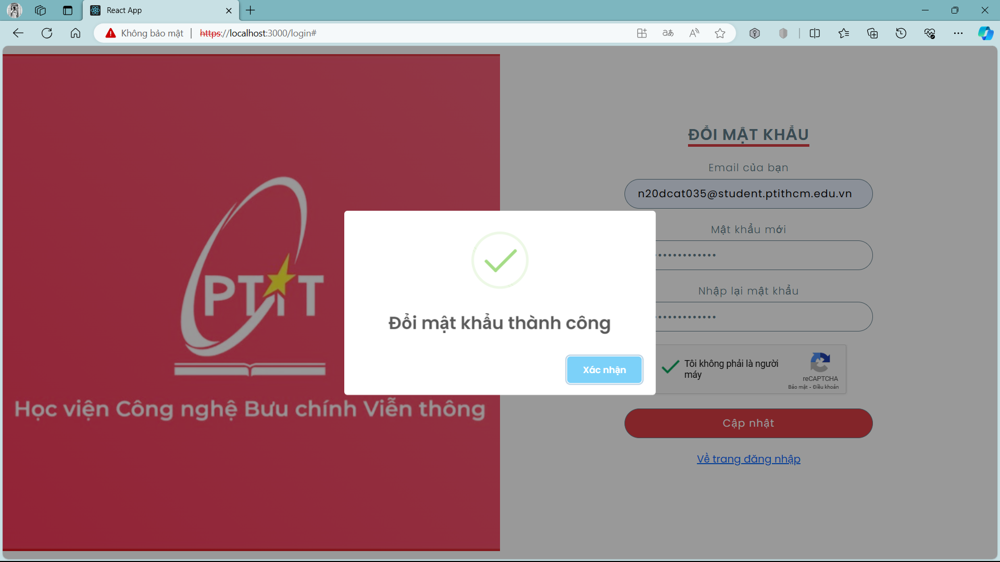 React App
Không bảo mật
https://localhost:3000/login#
PTIT
Học viện Công nghệ Bưu chính Viễn thông
ĐỔI MẬT KHẨU
Email của bạn
n20dcat035@student.ptithcm.edu.vn
Mật khẩu mới
Nhập lại mật khẩu
Đổi mật khẩu thành công
Xác nhận
Tôi không phải là người
máy
reCAPTCHA
Bảo mật - Điều khoản
Cập nhật
Về trang đăng nhập